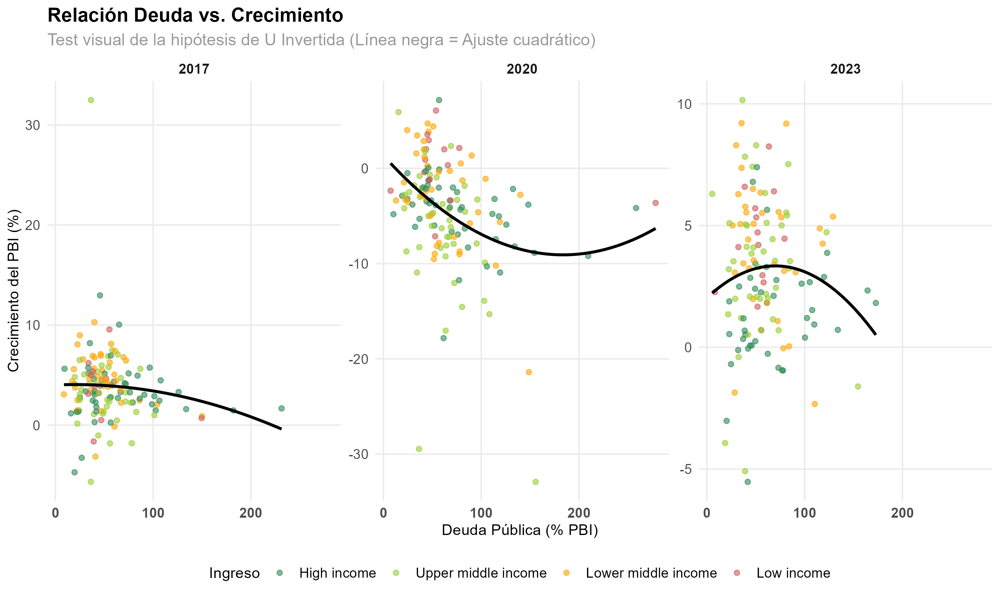 Relación Deuda vs. Crecimiento
Test visual de la hipótesis de U Invertida (Línea negra = Ajuste cuadrático)
2017 2020 2023
Crecimiento del PBI (%)
30
20
10
0
0
-10
-20
-30
10
5
0
-5
0 100 200 0 100 200 0 100 200
Deuda Pública (% PBI)
Ingreso High income Upper middle income Lower middle income Low income